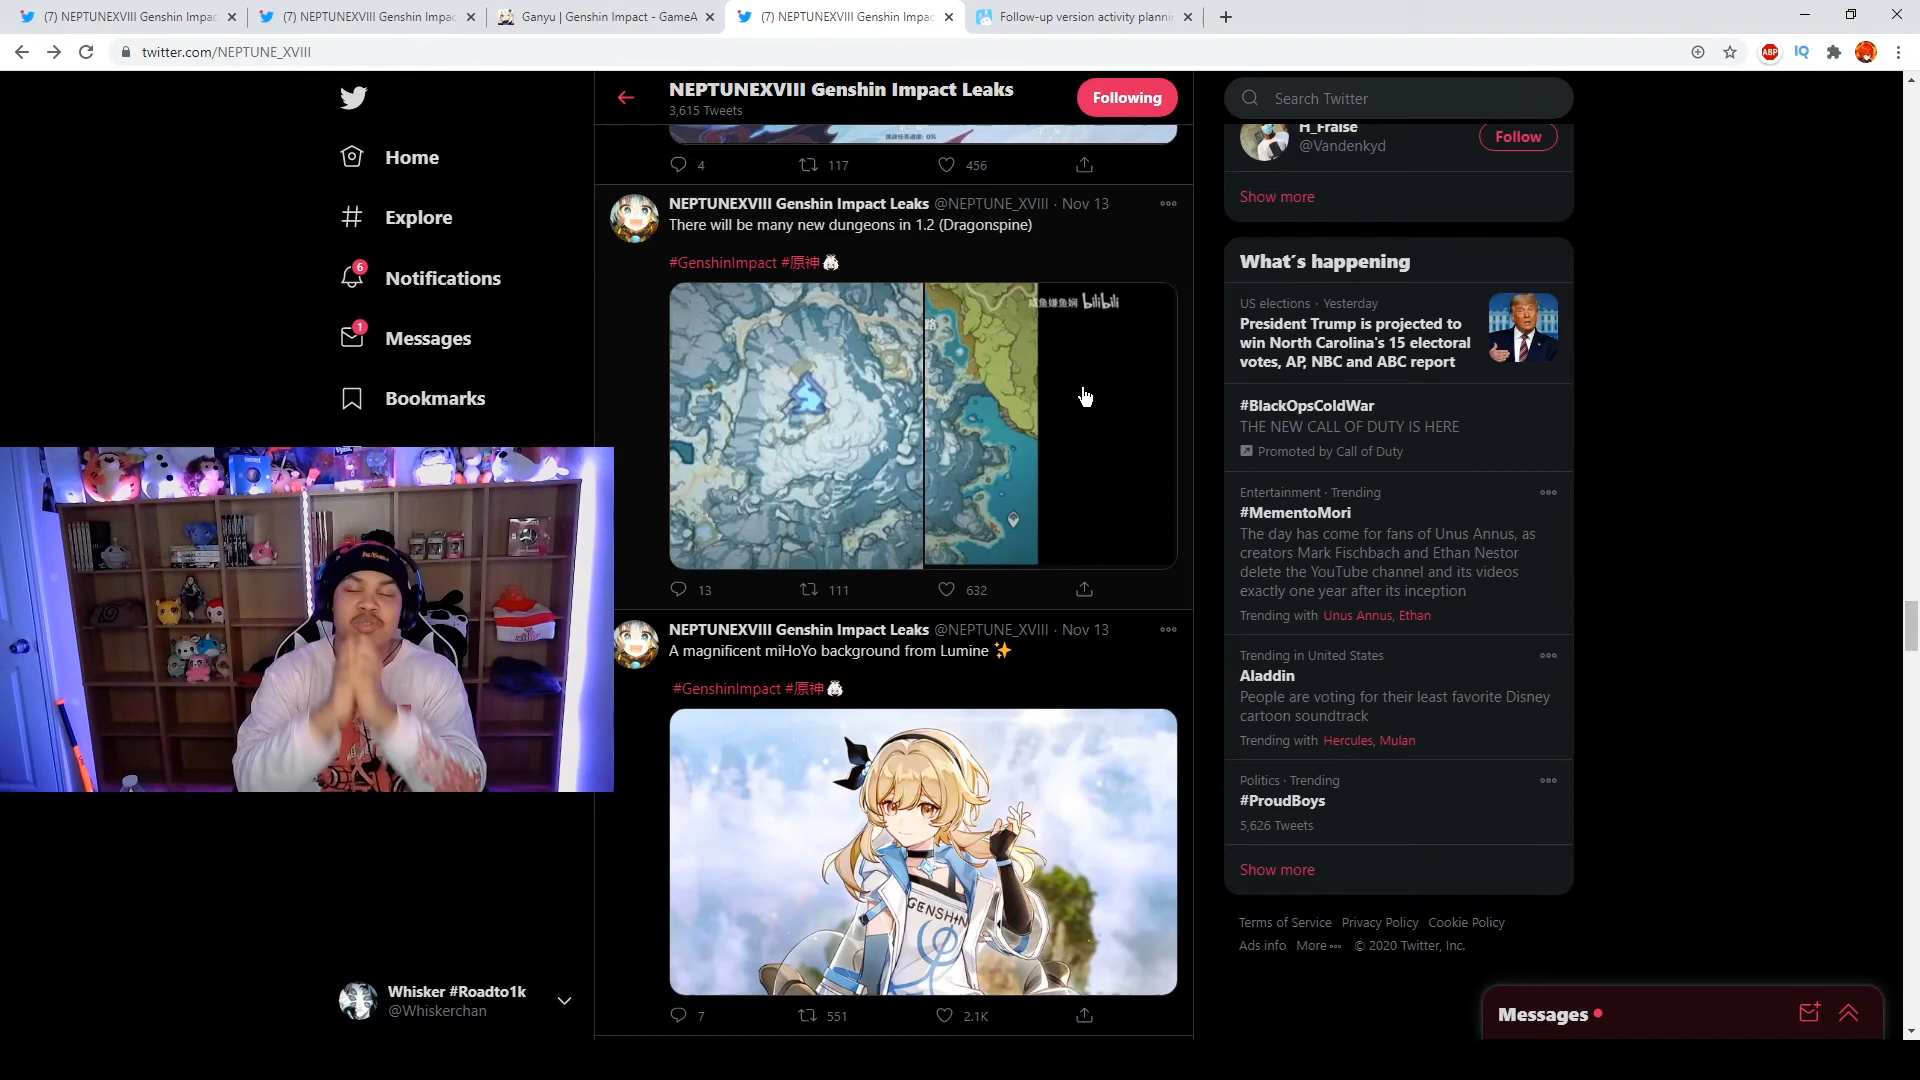 (7) NEPTUNEXVIII Genshin Impac
(7) NEPTUNEXVIII Genshin Impac
Ganyu | Genshin Impact - GameA
(7) NEPTUNEXVIII Genshin Impac
Follow-up version activity plannin
twitter.com/NEPTUNE_XVIII
ABP
IQ
Home
Explore
6
Notifications
1
Messages
Bookmarks
Whisker #Roadto1k
@Whiskerchan
NEPTUNEXVIII Genshin Impact Leaks
3,615 Tweets
Following
4
117
456
NEPTUNEXVIII Genshin Impact Leaks @NEPTUNE_XVIII · Nov 13
There will be many new dungeons in 1.2 (Dragonspine)
#GenshinImpact #原神
bilibili
13
111
632
NEPTUNEXVIII Genshin Impact Leaks @NEPTUNE_XVIII · Nov 13
A magnificent miHoYo background from Lumine ✨
#GenshinImpact #原神
GENSHIN
7
551
2.1K
Search Twitter
H_Fraise
@Vandenkyd
Follow
Show more
What's happening
US elections · Yesterday
President Trump is projected to
win North Carolina's 15 electoral
votes, AP, NBC and ABC report
#BlackOpsColdWar
THE NEW CALL OF DUTY IS HERE
Promoted by Call of Duty
Entertainment · Trending
#MementoMori
The day has come for fans of Unus Annus, as
creators Mark Fischbach and Ethan Nestor
delete the YouTube channel and its videos
exactly one year after its inception
Trending with Unus Annus, Ethan
Trending in United States
Aladdin
People are voting for their least favorite Disney
cartoon soundtrack
Trending with Hercules, Mulan
Politics · Trending
#ProudBoys
5,626 Tweets
Show more
Terms of Service Privacy Policy Cookie Policy
Ads info More © 2020 Twitter, Inc.
Messages